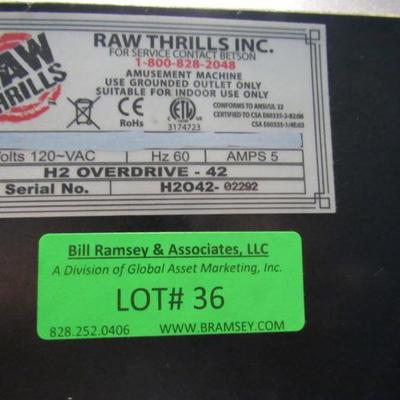 RAW THRILLS
RAW THRILLS INC.
FOR SERVICE CONTACT BETSON
1-800-828-2048
AMUSEMENT MACHINE
USE GROUNDED OUTLET ONLY
SUITABLE FOR INDOOR USE ONLY
CE RoHS ETL 3174723
CONFORMS TO ANSI/UL 22
CERTIFIED TO CSA E60335-2-82:06
CSA E60335-1/4E:03
Volts 120~VAC Hz 60 AMPS 5
H2 OVERDRIVE - 42
Serial No. H2O42-02292
Bill Ramsey & Associates, LLC
A Division of Global Asset Marketing, Inc.
LOT# 36
828.252.0406 WWW.BRAMSEY.COM